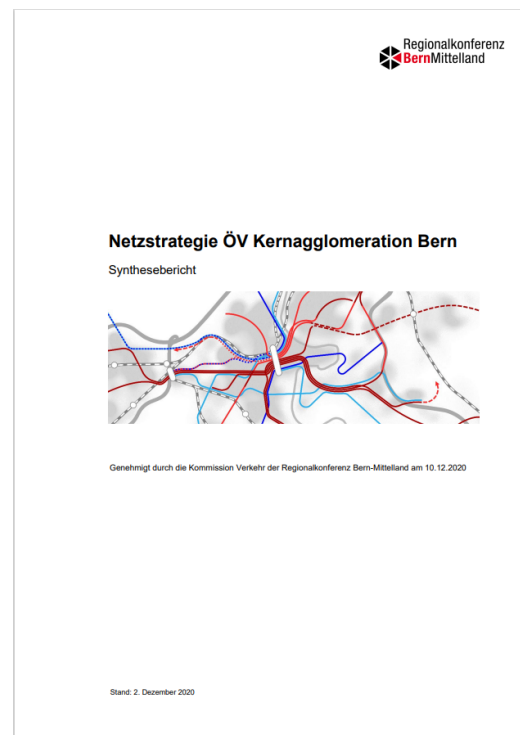 Regionalkonferenz
BernMittelland
Netzstrategie ÖV Kernagglomeration Bern
Synthesebericht
Genehmigt durch die Kommission Verkehr der Regionalkonferenz Bern-Mittelland am 10.12.2020
Stand: 2. Dezember 2020